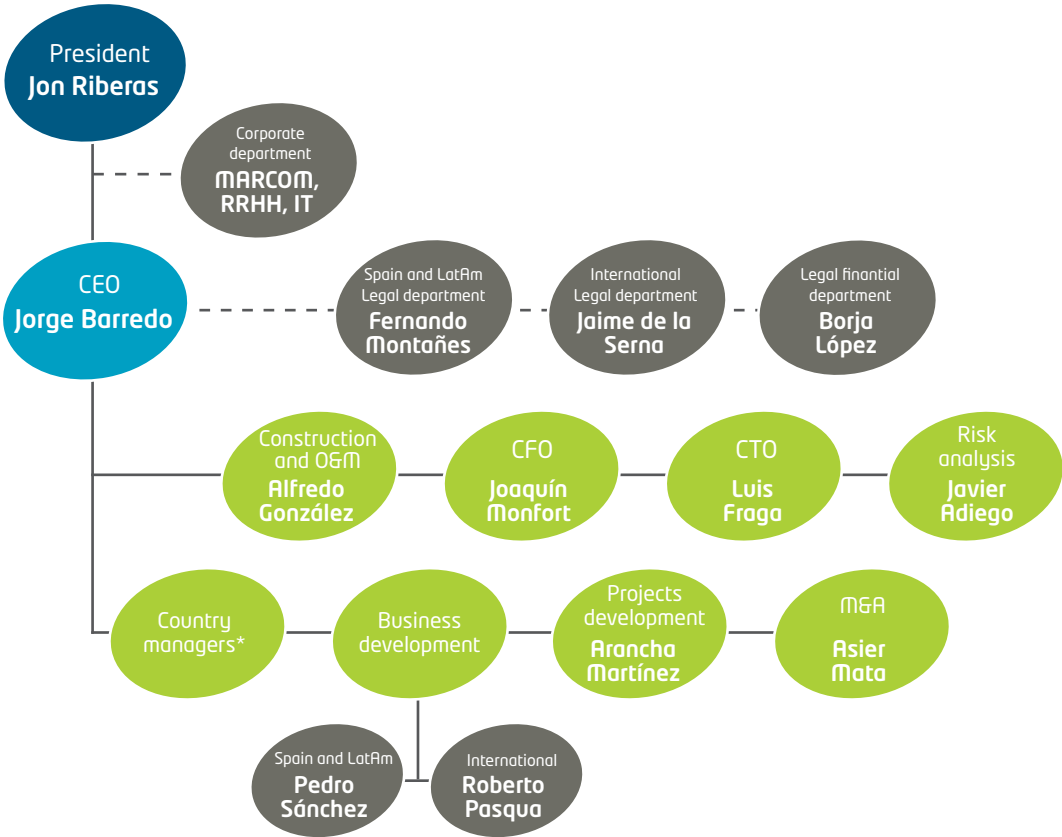 President
Jon Riberas
Corporate
department
MARCOM,
RRHH, IT
CEO
Jorge Barredo
Spain and LatAm
Legal department
Fernando
Montañes
International
Legal department
Jaime de la
Serna
Legal finantial
department
Borja
López
Construction
and O&M
Alfredo
González
CFO
Joaquín
Monfort
CTO
Luis
Fraga
Risk
analysis
Javier
Adiego
Country
managers*
Business
development
Projects
development
Arancha
Martínez
M&A
Asier
Mata
Spain and LatAm
Pedro
Sánchez
International
Roberto
Pasqua